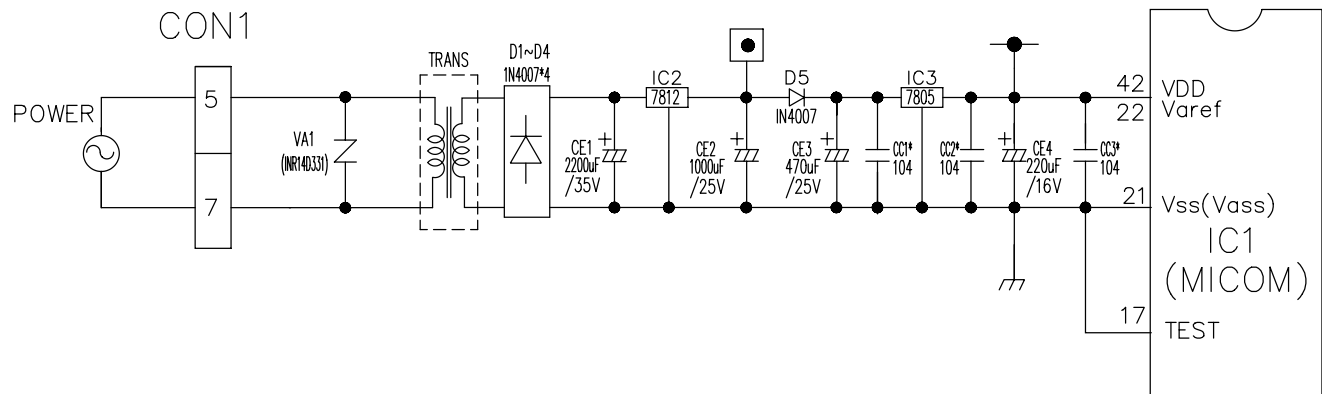 CON1
POWER
5
7
VA1
(INR14D331)
TRANS
D1~D4
1N4007*4
CE1
2200uF
/35V
IC2
7812
CE2
1000uF
/25V
D5
IN4007
CE3
470uF
/25V
CC1*
104
IC3
7805
CC2*
104
CE4
220uF
/16V
CC3*
104
42 VDD
22 Varef
21 Vss(Vass)
IC1
(MICOM)
17 TEST